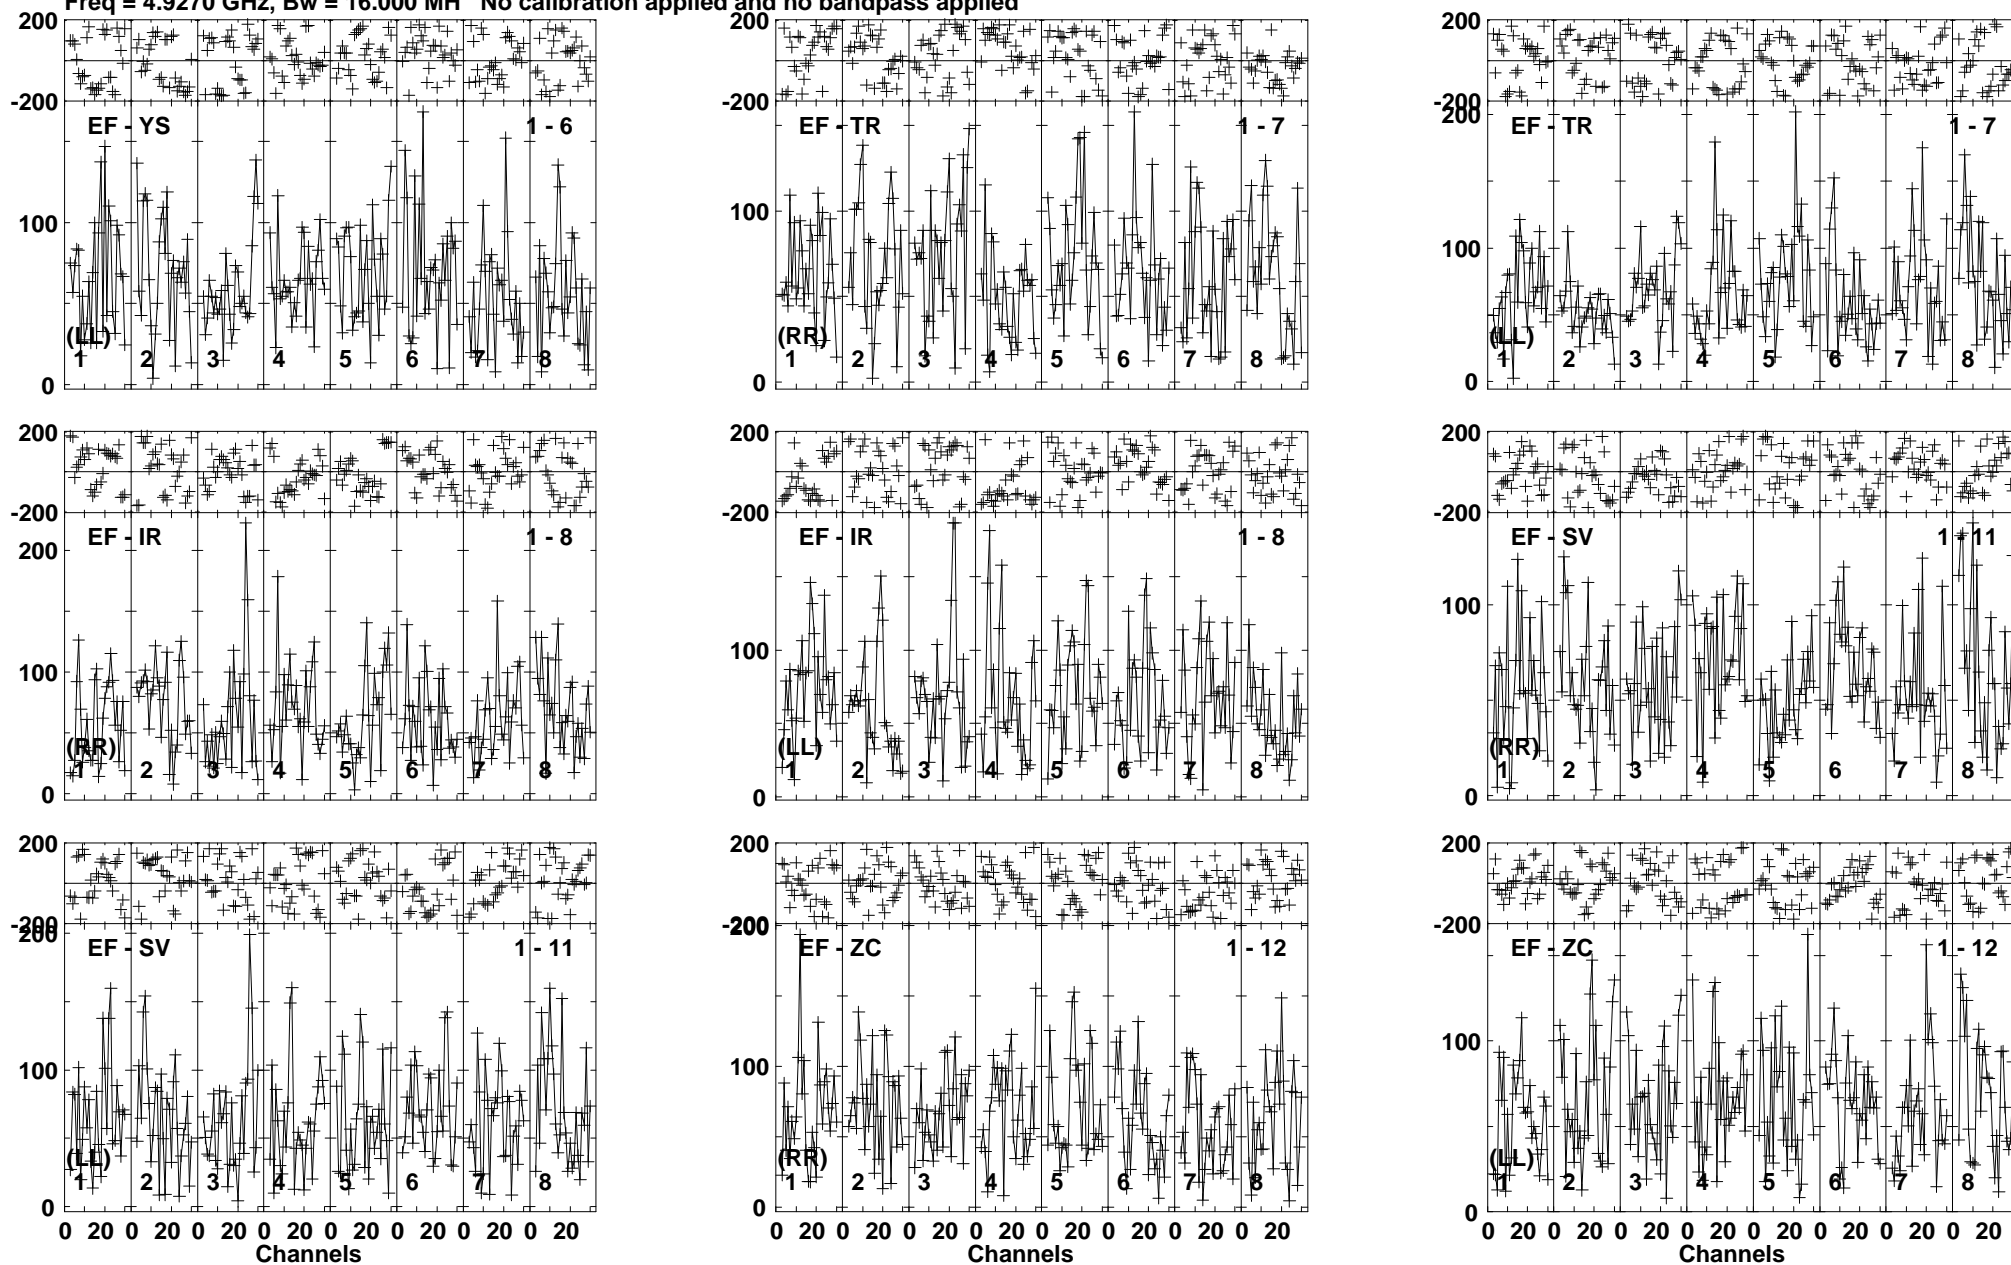 Freq = 4.9270 GHz, Bw = 16.000 MH No calibration applied and no bandpass applied
200 200 200
-200 -200 -200
EF - YS 1 - 6 EF - TR 1 - 7 EF - TR 1 - 7
200
100 100 100
(LL) (RR) (LL)
1 2 3 4 5 6 7 8 1 2 3 4 5 6 7 8 1 2 3 4 5 6 7 8
0 0 0
200 200 200
-200 -200 -200
EF - IR 1 - 8 EF - IR 1 - 8 EF - SV 1 - 11
200
100 100 100
(RR) (LL) (RR)
1 2 3 4 5 6 7 8 1 2 3 4 5 6 7 8 1 2 3 4 5 6 7 8
0 0 0
200 200 200
-200 -200 -200
200 200
EF - SV 1 - 11 EF - ZC 1 - 12 EF - ZC 1 - 12
100 100 100
(LL) (RR) (LL)
1 2 3 4 5 6 7 8 1 2 3 4 5 6 7 8 1 2 3 4 5 6 7 8
0 0 0
0 20 0 20 0 20 0 20 0 20 0 20 0 20 0 20 0 20 0 20 0 20 0 20 0 20 0 20 0 20 0 20 0 20 0 20 0 20 0 20 0 20 0 20 0 20 0 20
Channels Channels Channels